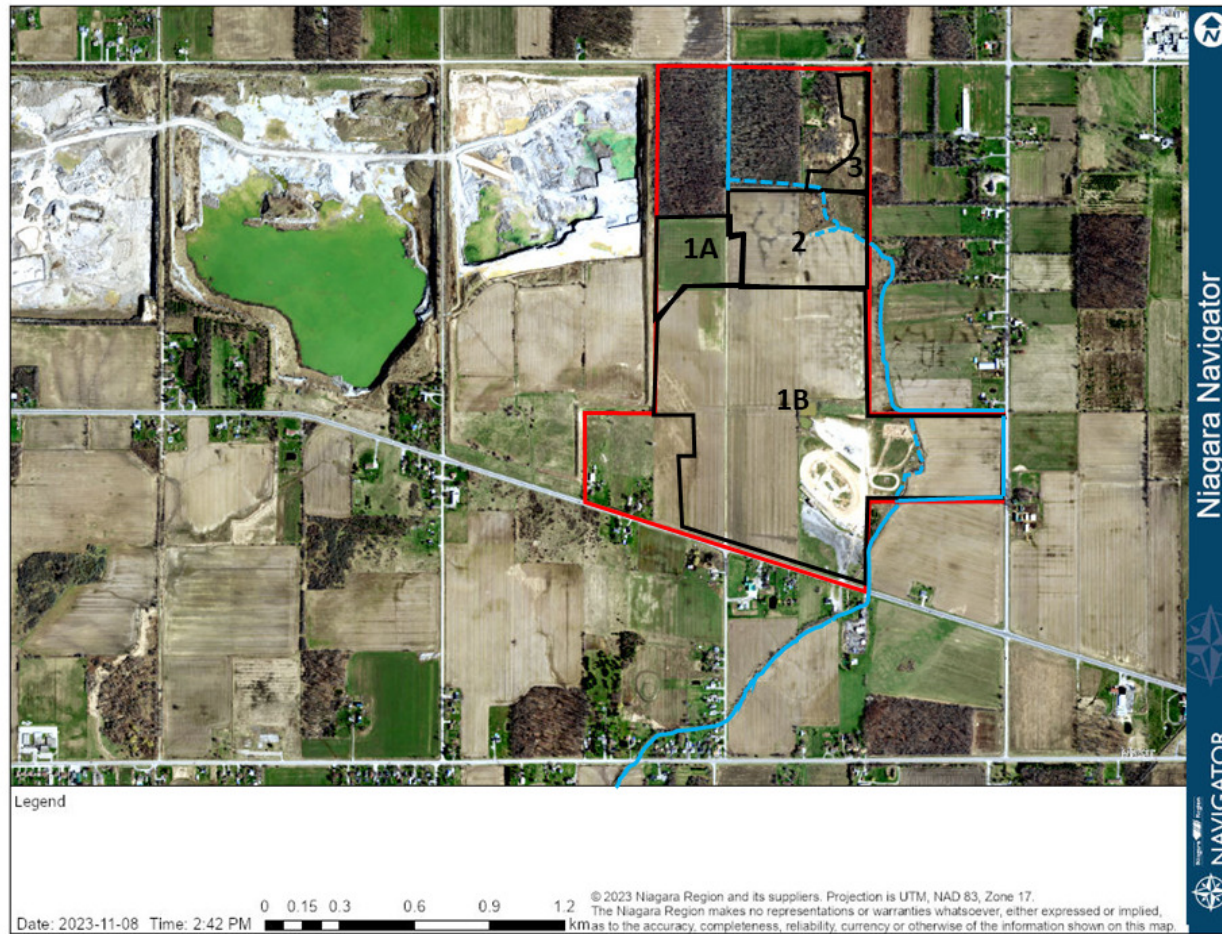 3
1A
2
1B
Legend
Date: 2023-11-08 Time: 2:42 PM
0 0.15 0.3 0.6 0.9 1.2
km
© 2023 Niagara Region and its suppliers. Projection is UTM, NAD 83, Zone 17.
The Niagara Region makes no representations or warranties whatsoever, either expressed or implied,
as to the accuracy, completeness, reliability, currency or otherwise of the information shown on this map.
N
Niagara Navigator
Niagara Region
NAVIGATOR